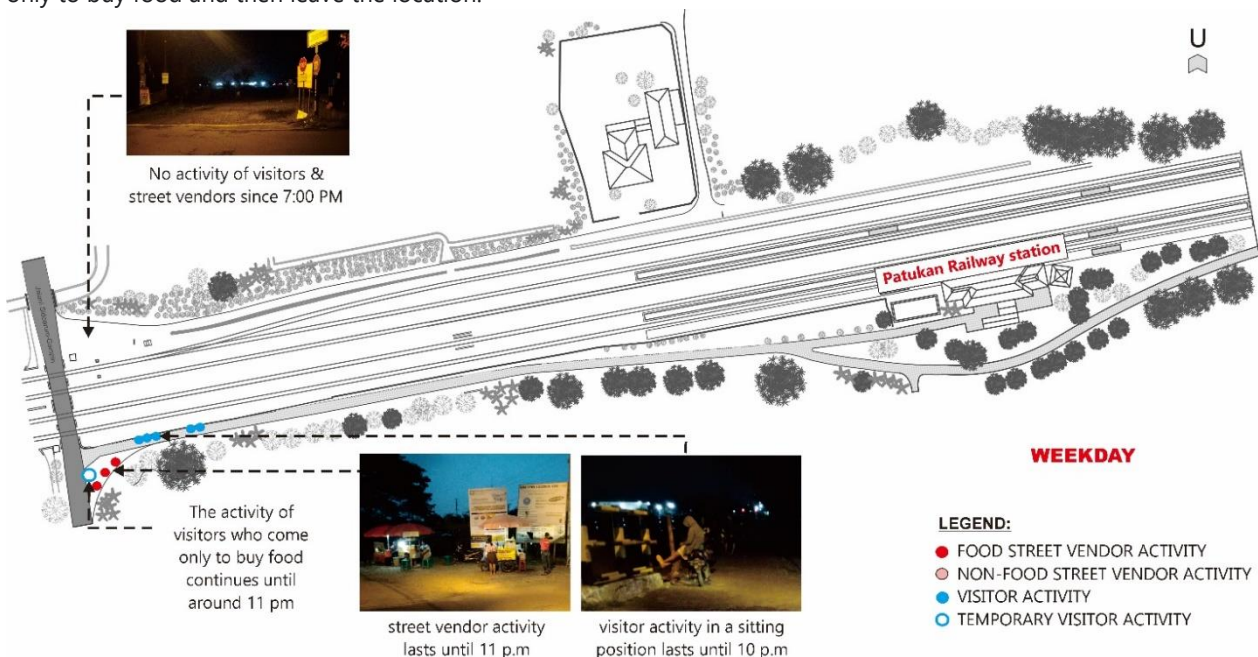 only to buy food and then leave the location.
U
No activity of visitors &
street vendors since 7:00 PM
Patukan Railway station
The activity of
visitors who come
only to buy food
continues until
around 11 pm
street vendor activity
lasts until 11 p.m
visitor activity in a sitting
position lasts until 10 p.m
WEEKDAY
LEGEND:
FOOD STREET VENDOR ACTIVITY
NON-FOOD STREET VENDOR ACTIVITY
VISITOR ACTIVITY
TEMPORARY VISITOR ACTIVITY